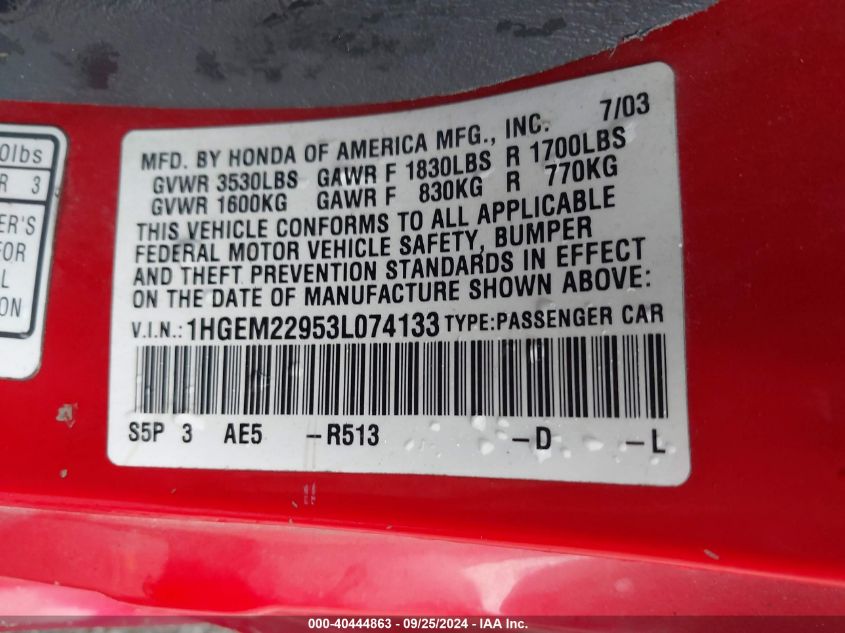 0lbs
R 3
ER'S
FOR
L
TION
7/03
MFD. BY HONDA OF AMERICA MFG., INC.
GVWR 3530LBS GAWR F 1830LBS R 1700LBS
GVWR 1600KG GAWR F 830KG R 770KG
THIS VEHICLE CONFORMS TO ALL APPLICABLE
FEDERAL MOTOR VEHICLE SAFETY, BUMPER
AND THEFT PREVENTION STANDARDS IN EFFECT
ON THE DATE OF MANUFACTURE SHOWN ABOVE:
V.I.N.: 1HGEM22953L074133 TYPE:PASSENGER CAR
S5P 3 AE5 -R513 -D -L
000-40444863 - 09/25/2024 - IAA Inc.